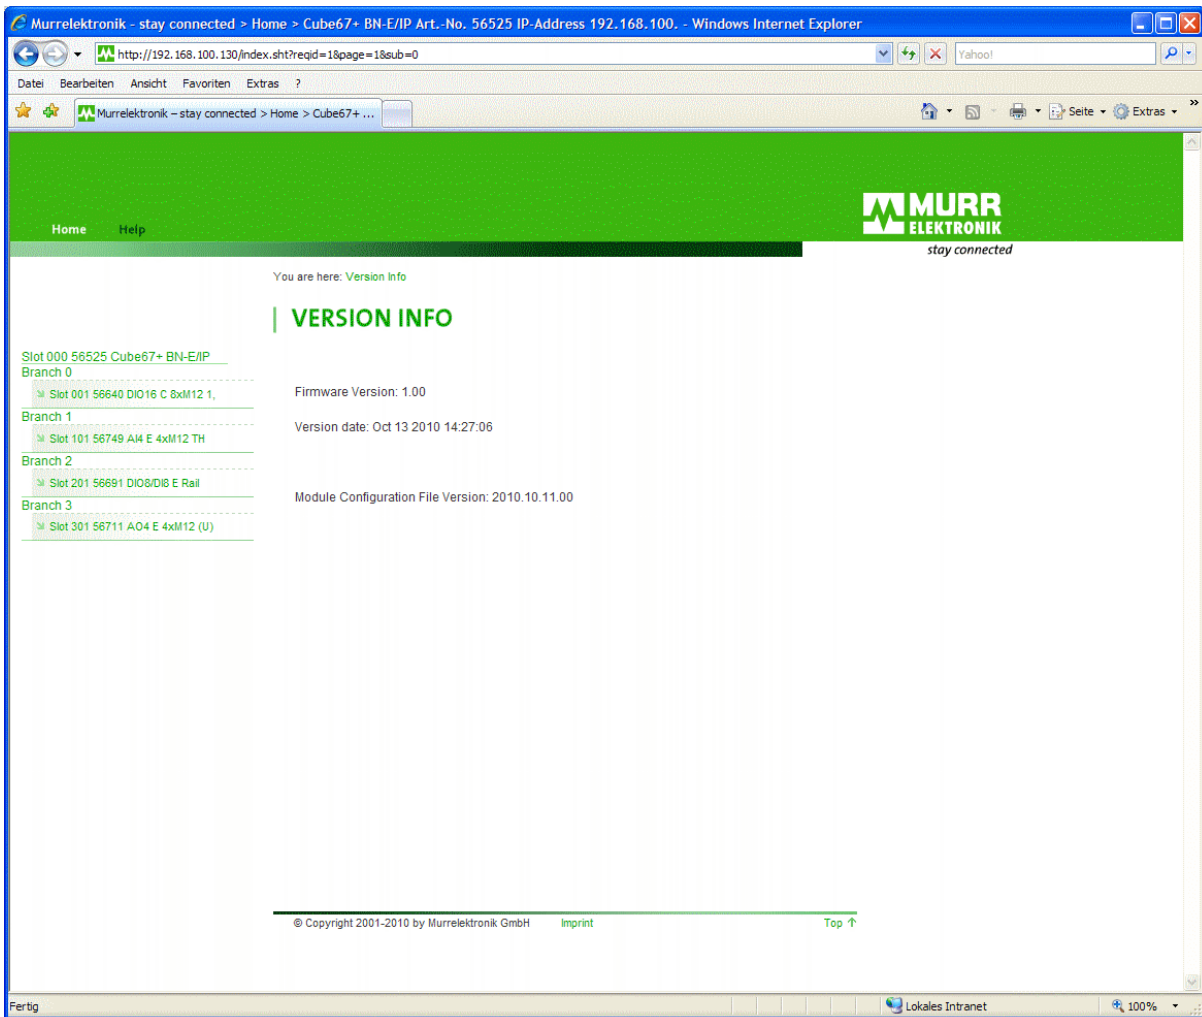 Murrelektronik - stay connected > Home > Cube67+ BN-E/IP Art.-No. 56525 IP-Address 192.168.100. - Windows Internet Explorer
http://192.168.100.130/index.sht?reqid=1&page=1&sub=0
Yahoo!
Datei Bearbeiten Ansicht Favoriten Extras ?
Murrelektronik – stay connected > Home > Cube67+ ...
Seite Extras »
Home Help
MURR
ELEKTRONIK
stay connected
You are here: Version Info
VERSION INFO
Slot 000 56525 Cube67+ BN-E/IP
Branch 0
Slot 001 56640 DIO16 C 8xM12 1,
Branch 1
Slot 101 56749 AI4 E 4xM12 TH
Branch 2
Slot 201 56691 DIO8/DI8 E Rail
Branch 3
Slot 301 56711 AO4 E 4xM12 (U)
Firmware Version: 1.00
Version date: Oct 13 2010 14:27:06
Module Configuration File Version: 2010.10.11.00
© Copyright 2001-2010 by Murrelektronik GmbH Imprint Top ↑
Fertig Lokales Intranet 100%